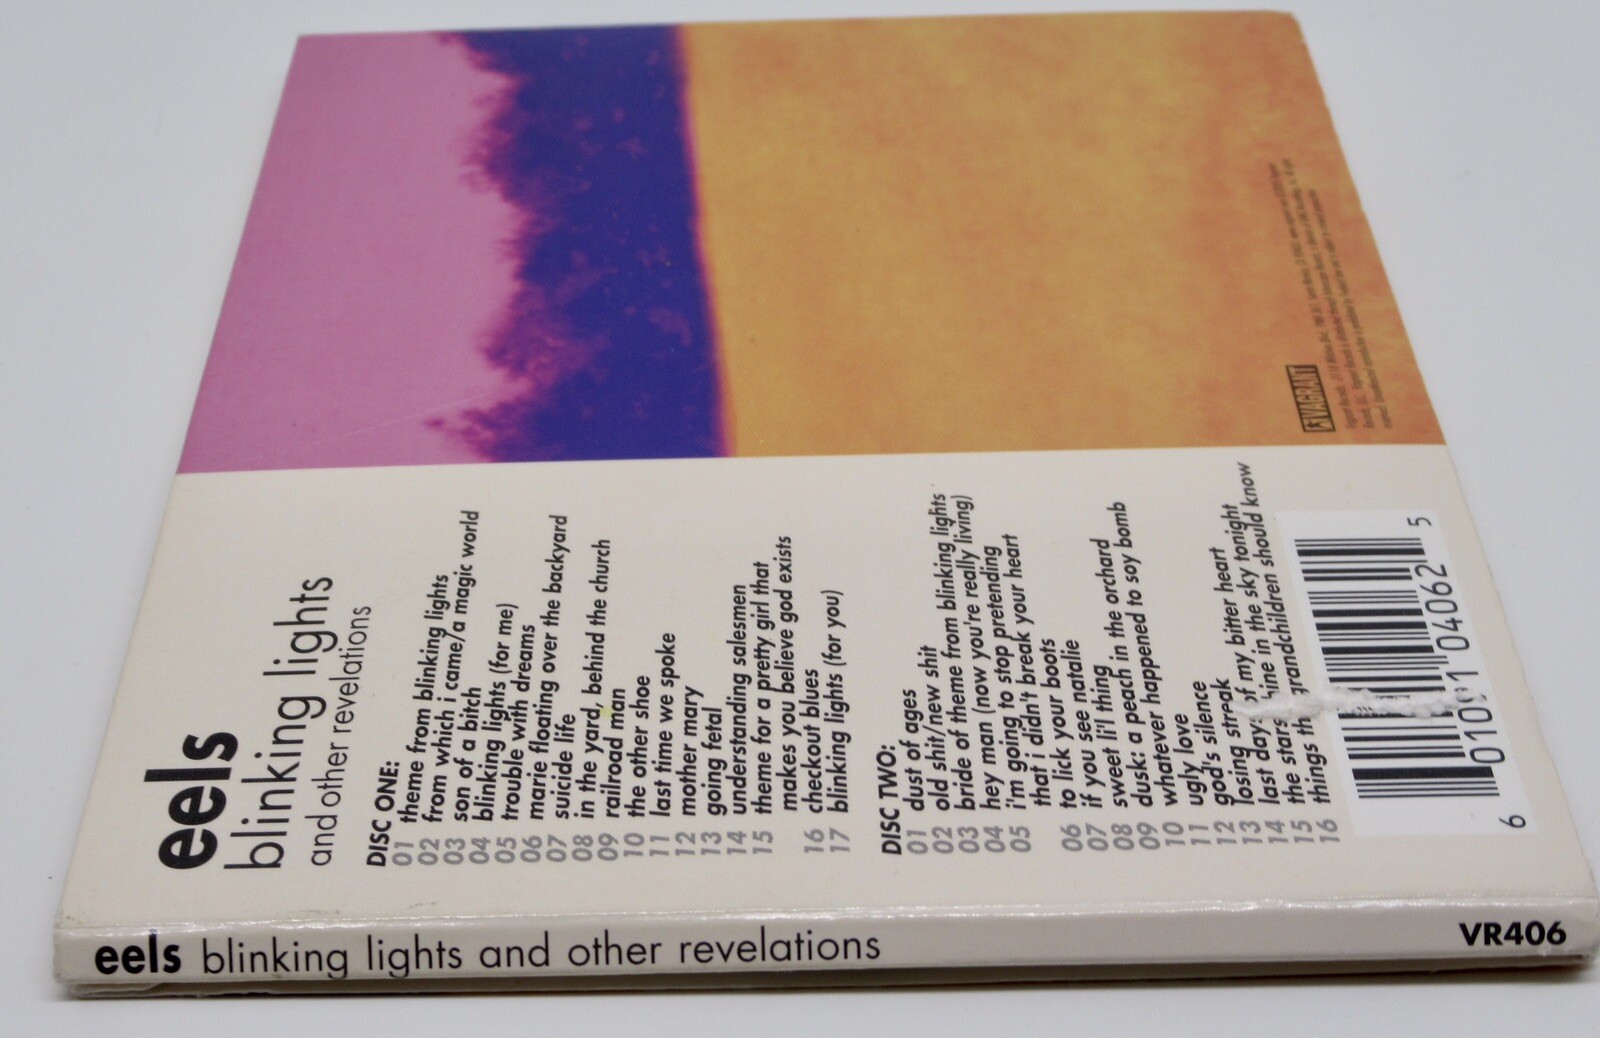 eels
blinking lights
and other revelations
DISC ONE:
01 theme from blinking lights
02 from which i came/a magic world
03 son of a bitch
04 blinking lights (for me)
05 trouble with dreams
06 marie floating over the backyard
07 suicide life
08 in the yard, behind the church
09 railroad man
10 the other shoe
11 last time we spoke
12 mother mary
13 going fetal
14 understanding salesmen
15 theme for a pretty girl that
makes you believe god exists
16 checkout blues
17 blinking lights (for you)
DISC TWO:
01 dust of ages
02 old shit/new shit
03 bride of theme from blinking lights
04 hey man (now you're really living)
05 i'm going to stop pretending
that i didn't break your heart
06 to lick your boots
07 if you see natalie
08 sweet li'l thing
09 dusk: a peach in the orchard
10 whatever happened to soy bomb
11 ugly love
12 god's silence
13 losing streak
14 last days of my bitter heart
15 the stars shine in the sky tonight
16 things the grandchildren should know
6 01091 04062 5
VAGRANT
eels blinking lights and other revelations
VR406